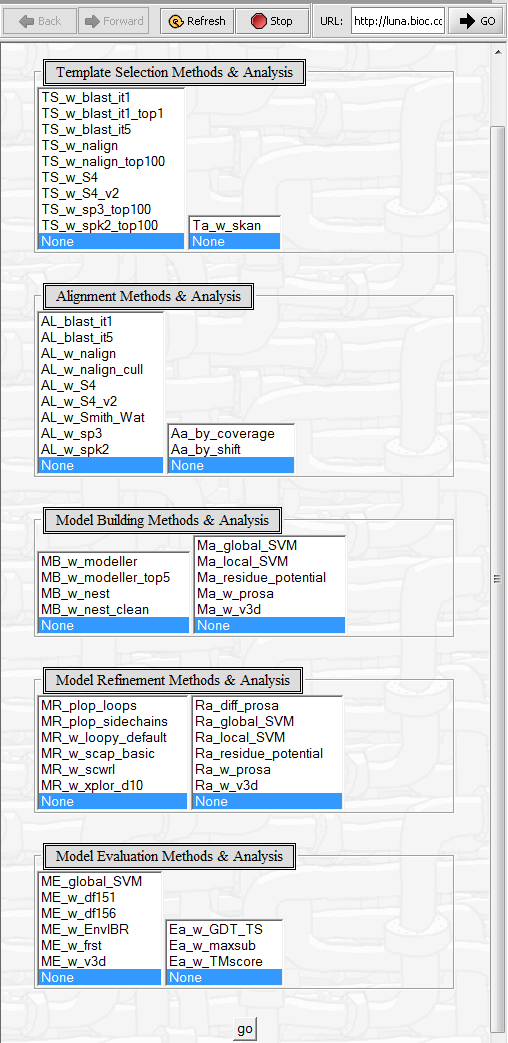 Back Forward Refresh Stop URL: http://luna.bioc.cc GO
Template Selection Methods & Analysis
TS_w_blast_it1
TS_w_blast_it1_top1
TS_w_blast_it5
TS_w_nalign
TS_w_nalign_top100
TS_w_S4
TS_w_S4_v2
TS_w_sp3_top100
TS_w_spk2_top100
None
Ta_w_skan
None
Alignment Methods & Analysis
AL_blast_it1
AL_blast_it5
AL_w_nalign
AL_w_nalign_cull
AL_w_S4
AL_w_S4_v2
AL_w_Smith_Wat
AL_w_sp3
AL_w_spk2
None
Aa_by_coverage
Aa_by_shift
None
Model Building Methods & Analysis
MB_w_modeller
MB_w_modeller_top5
MB_w_nest
MB_w_nest_clean
None
Ma_global_SVM
Ma_local_SVM
Ma_residue_potential
Ma_w_prosa
Ma_w_v3d
None
Model Refinement Methods & Analysis
MR_plop_loops
MR_plop_sidechains
MR_w_loopy_default
MR_w_scap_basic
MR_w_scwrl
MR_w_xplor_d10
None
Ra_diff_prosa
Ra_global_SVM
Ra_local_SVM
Ra_residue_potential
Ra_w_prosa
Ra_w_v3d
None
Model Evaluation Methods & Analysis
ME_global_SVM
ME_w_df151
ME_w_df156
ME_w_EnvIBR
ME_w_frst
ME_w_v3d
None
Ea_w_GDT_TS
Ea_w_maxsub
Ea_w_TMscore
None
go